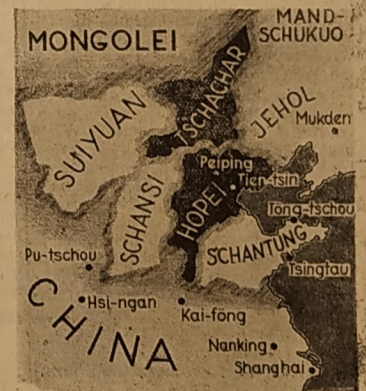 MONGOLEI
MAND-
SCHUKUO
TSCHACHAR
JEHOL
Mukden
SUIYUAN
Peiping
Tien-tsin
SCHANSI
HOPEI
Tong-tschou
SCHANTUNG
Tsingtau
Pu-tschou
Hsi-ngan
Kai-föng
CHINA
Nanking
Shanghai